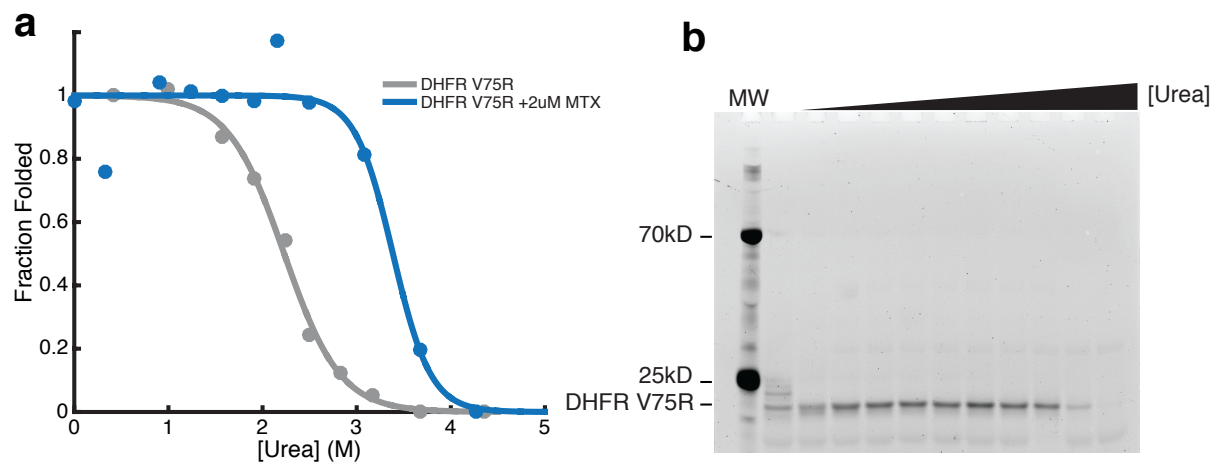 a
Fraction Folded
1
0.8
0.6
0.4
0.2
0
0
1
2
3
4
5
[Urea] (M)
DHFR V75R
DHFR V75R +2uM MTX
b
MW
[Urea]
70kD
25kD
DHFR V75R